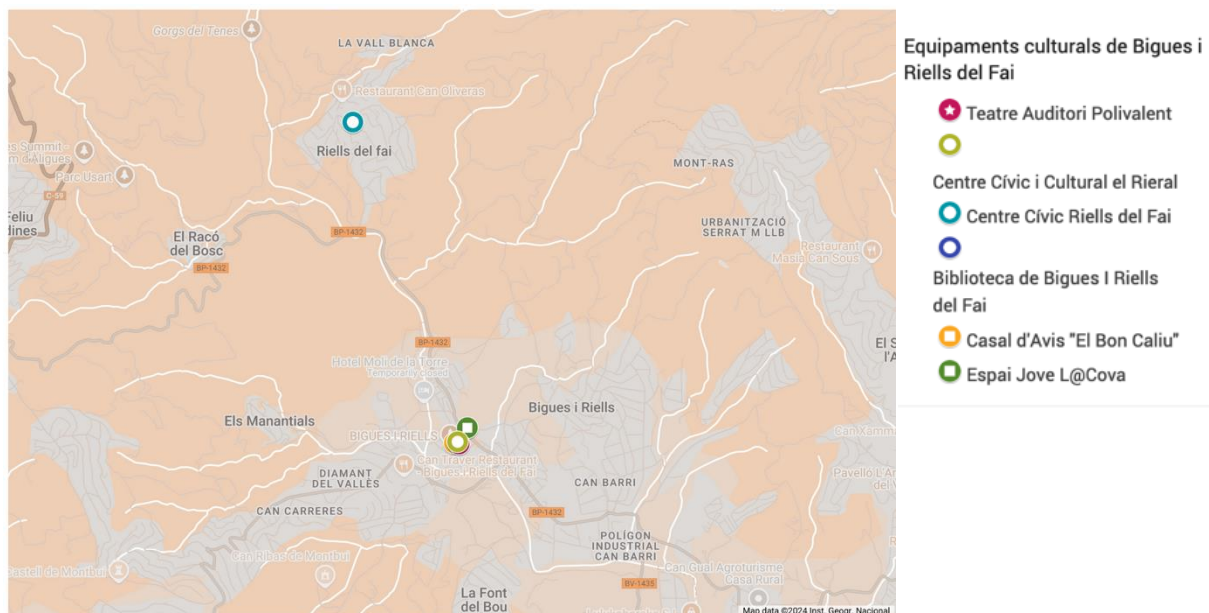 Gorgs del Tenes
LA VALL BLANCA
Restaurant Can Oliveras
Riells del fai
Parc Usart
C-59
Feliu
dines
El Racó
del Bosc
BP-1432
BP-1432
MONT-RAS
URBANITZACIÓ
SERRAT M LLB
Restaurant
Masia Can Sous
BP-1432
Hotel Molí de la Torre
Temporarily closed
Els Manantials
Bigues i Riells
BIGUES I RIELLS
Can Traver Restaurant
- Bigues i Riells del Fai
DIAMANT
DEL VALLÈS
CAN BARRI
CAN CARRERES
BP-1432
POLÍGON
INDUSTRIAL
CAN BARRI
Can Ribas de Montbui
Castell de Montbui
Can Gual Agroturisme
Casa Rural
BV-1435
La Font
del Bou
Map data ©2024 Inst. Geogr. Nacional
Equipaments culturals de Bigues i
Riells del Fai
Teatre Auditori Polivalent
Centre Cívic i Cultural el Rieral
Centre Cívic Riells del Fai
Biblioteca de Bigues I Riells
del Fai
Casal d'Avis "El Bon Caliu"
Espai Jove L@Cova